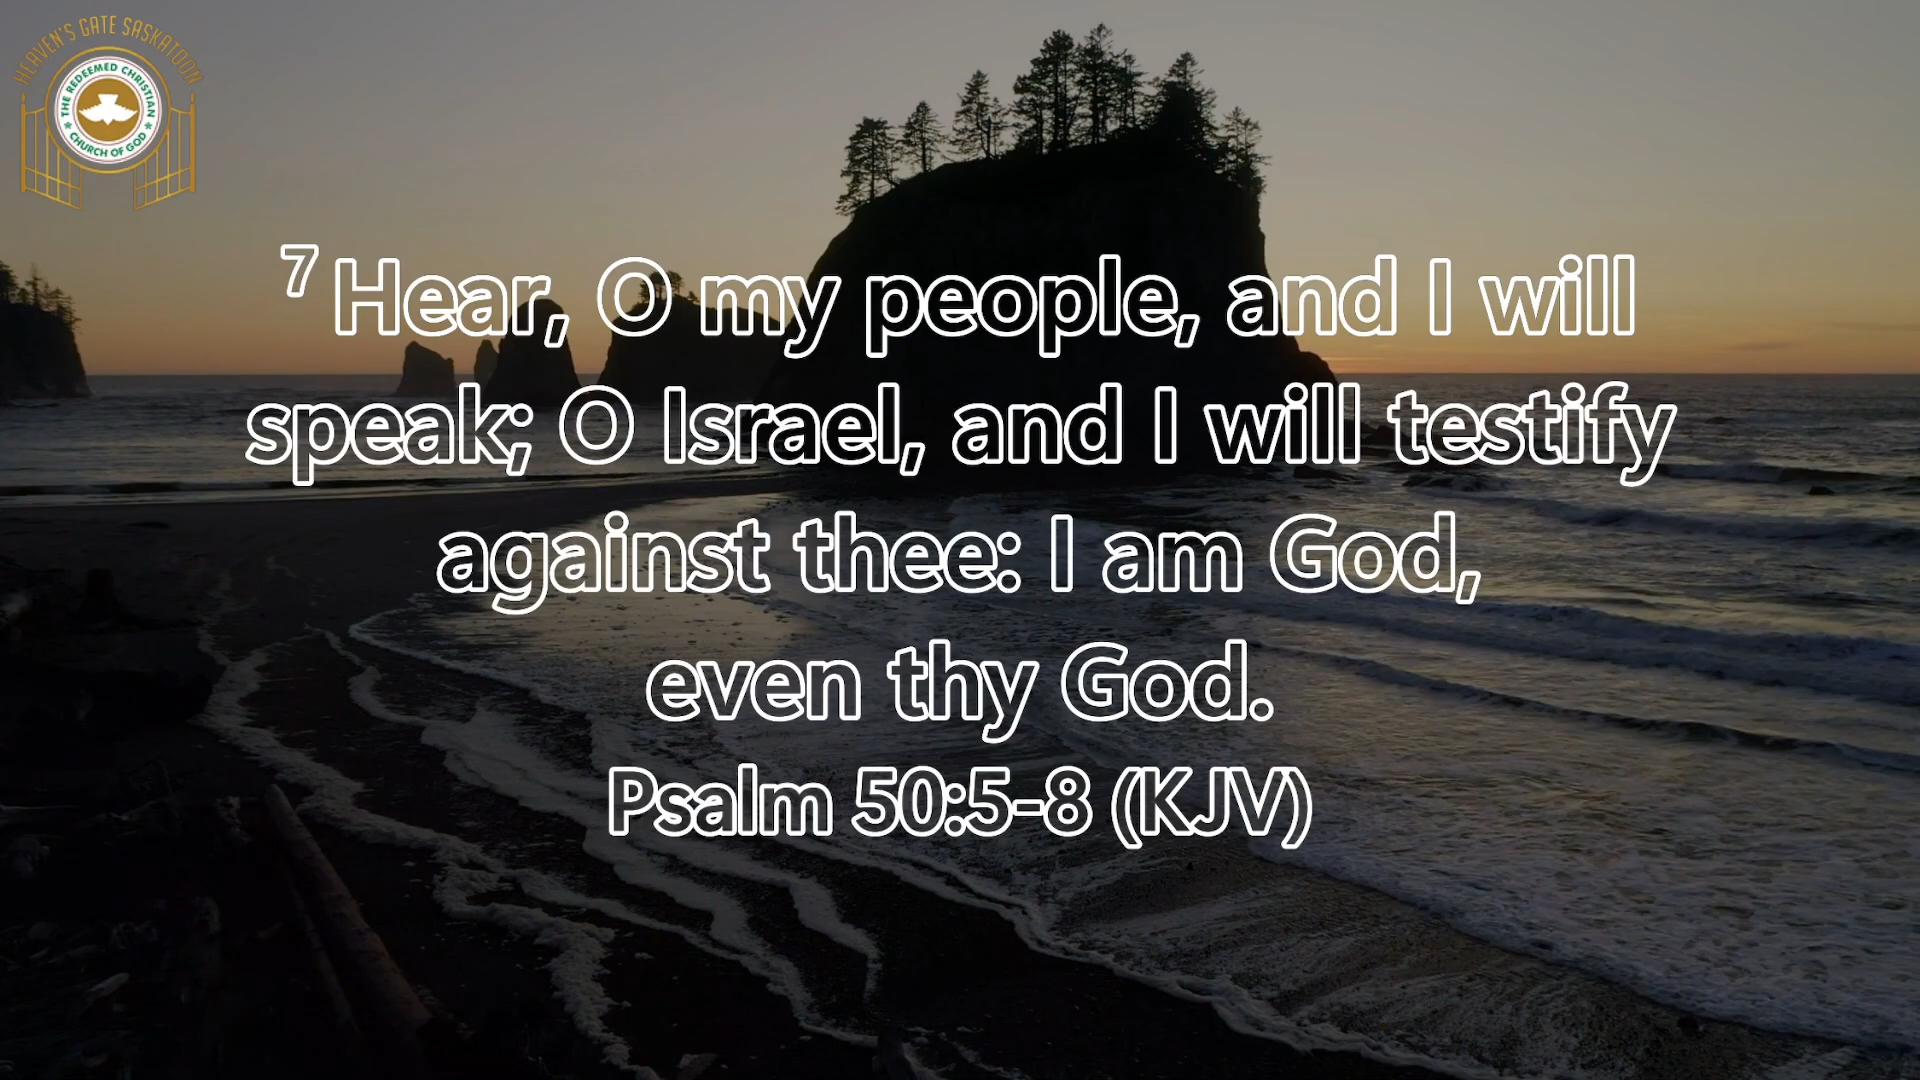 HEAVEN'S GATE SASKATOON
THE REDEEMED CHRISTIAN
CHURCH OF GOD
7 Hear, O my people, and I will
speak; O Israel, and I will testify
against thee: I am God,
even thy God.
Psalm 50:5-8 (KJV)